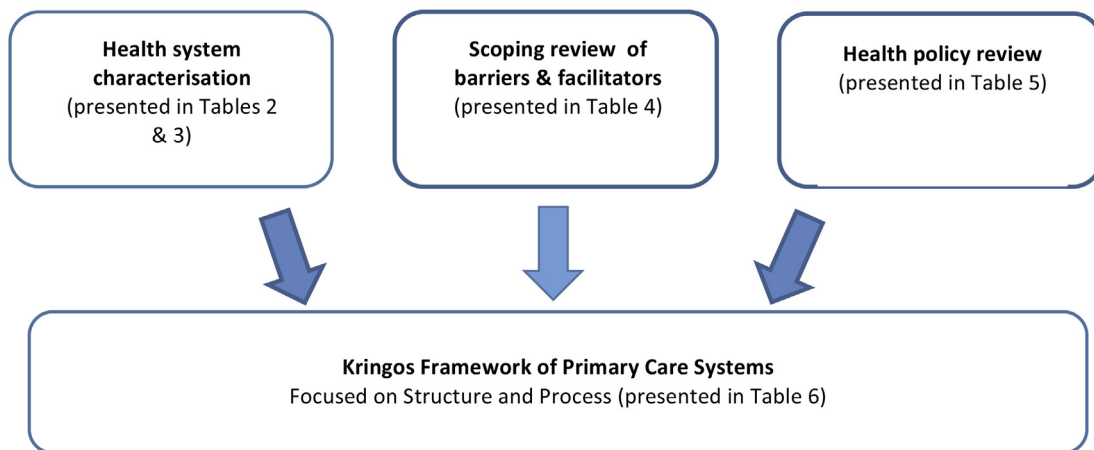 Health system
characterisation
(presented in Tables 2
& 3)
Scoping review of
barriers & facilitators
(presented in Table 4)
Health policy review
(presented in Table 5)
Kringos Framework of Primary Care Systems
Focused on Structure and Process (presented in Table 6)